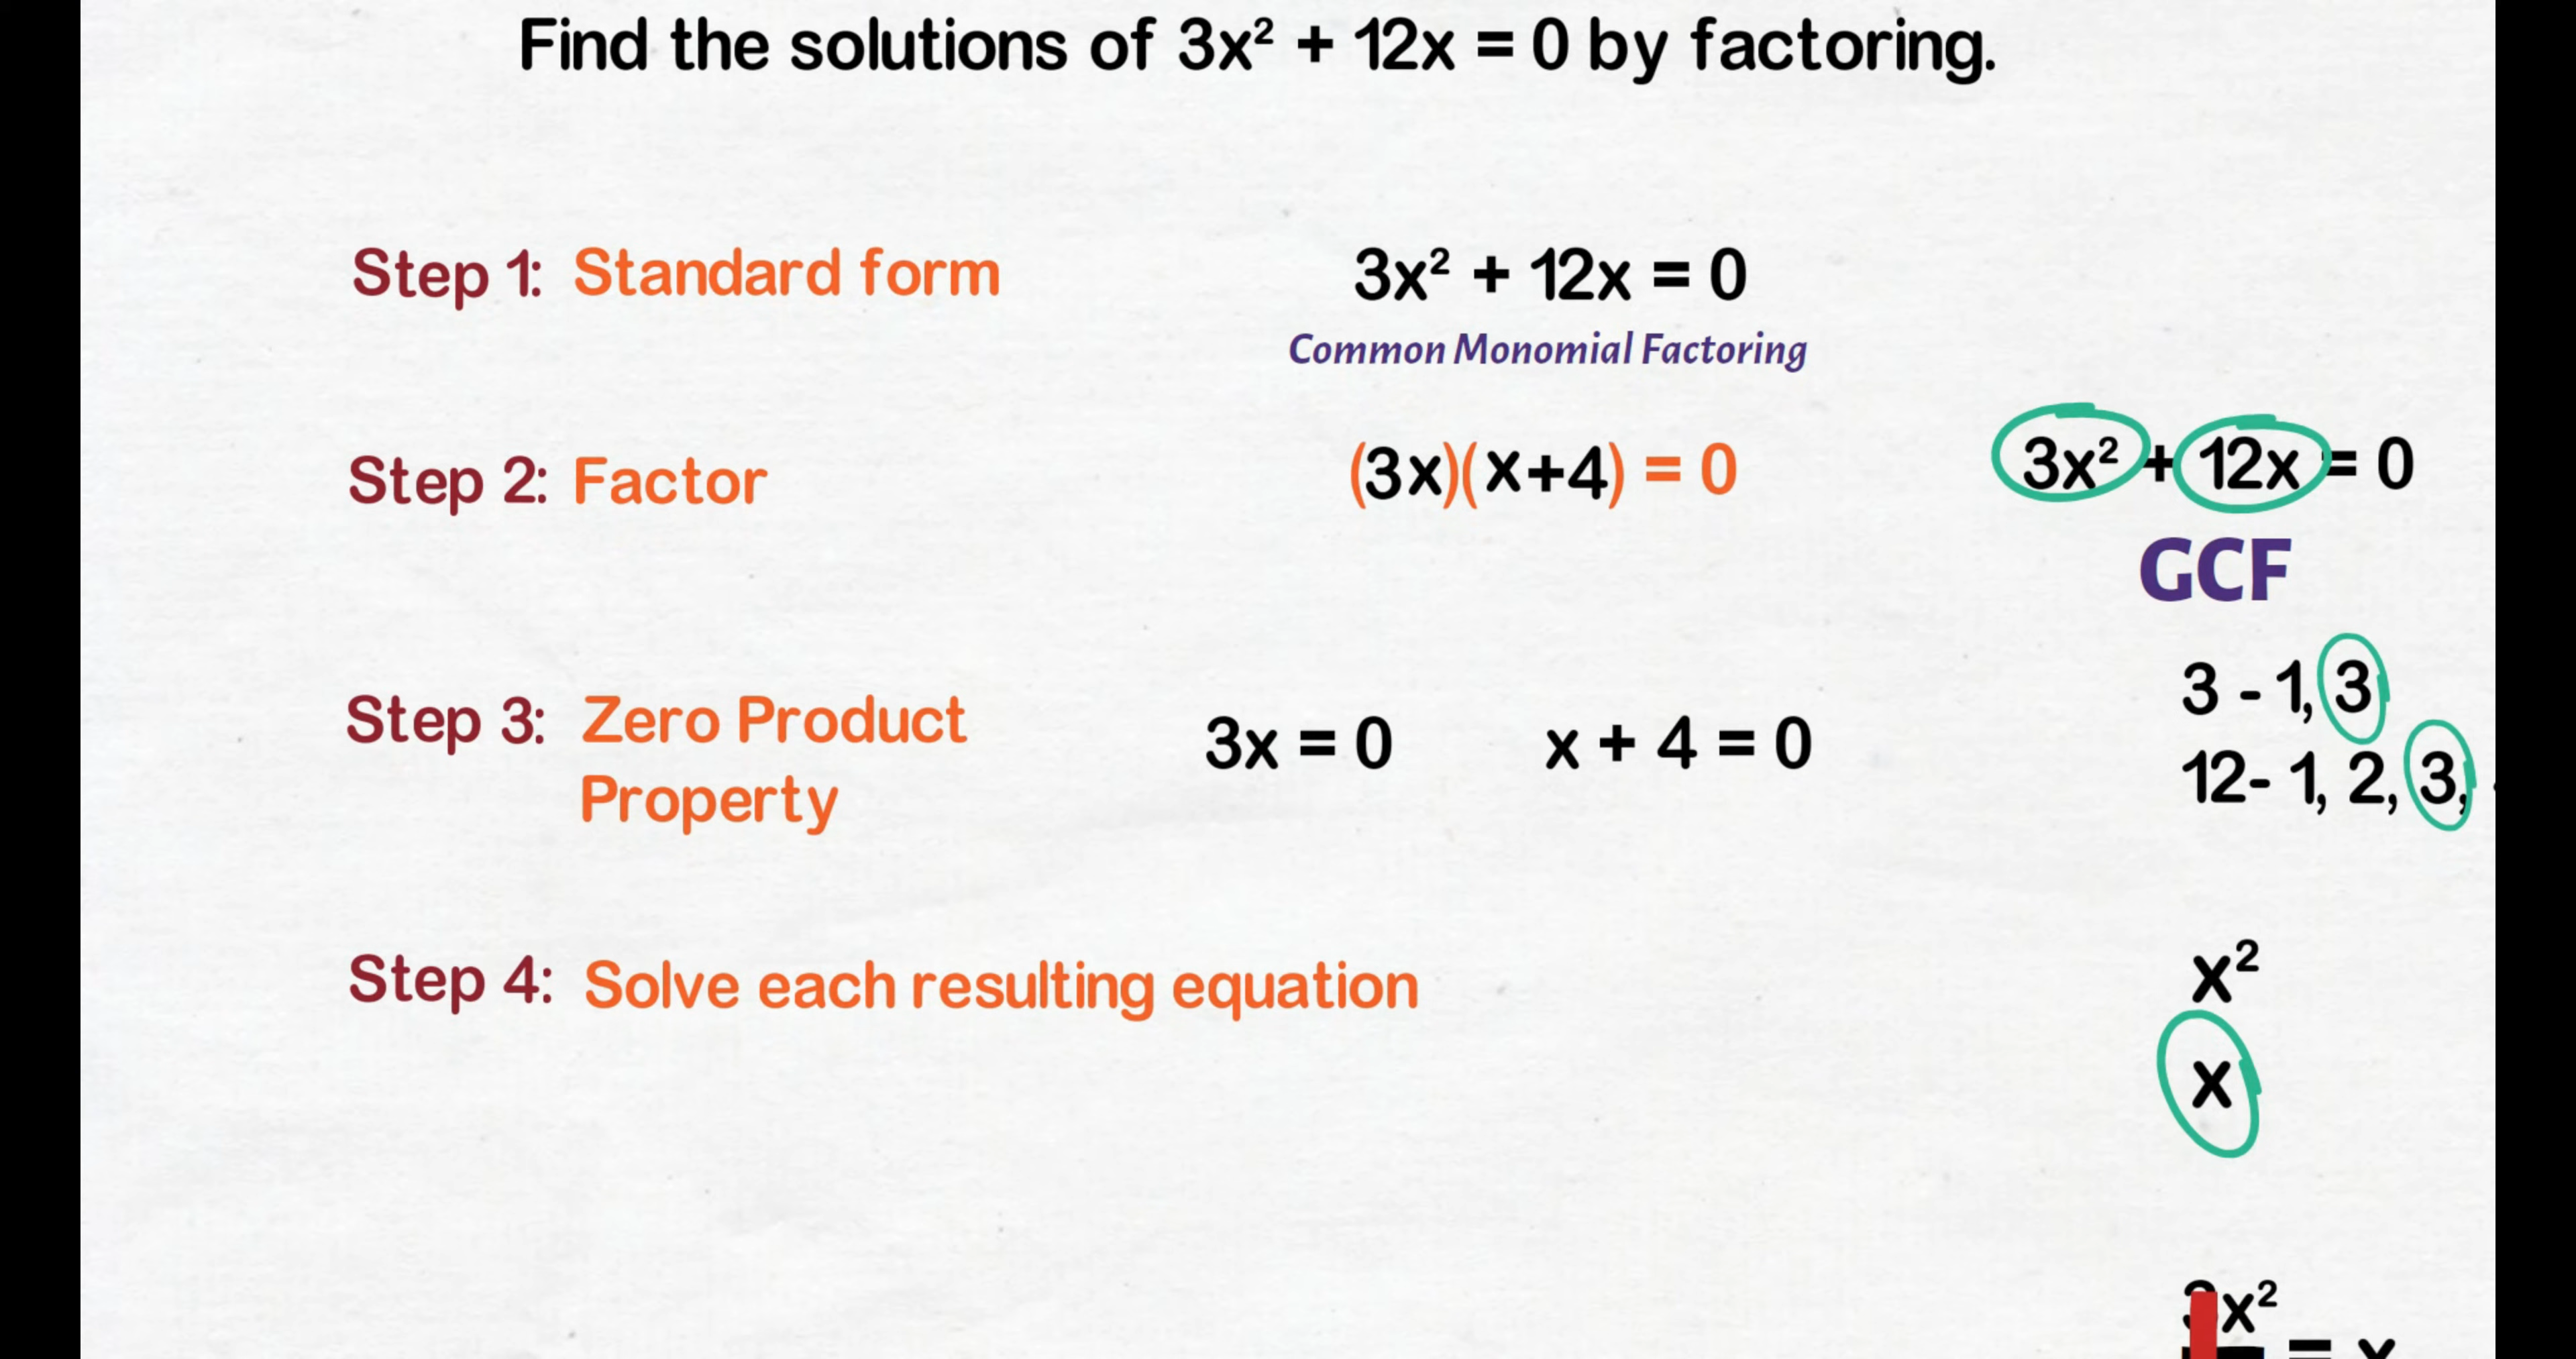 Find the solutions of 3x² + 12x = 0 by factoring.
Step 1: Standard form
3x² + 12x = 0
Common Monomial Factoring
Step 2: Factor
(3x)(x+4) = 0
3x² + 12x = 0
GCF
3 - 1, 3
12- 1, 2, 3,
Step 3: Zero Product
Property
3x = 0
x + 4 = 0
Step 4: Solve each resulting equation
x²
x
x²
= x